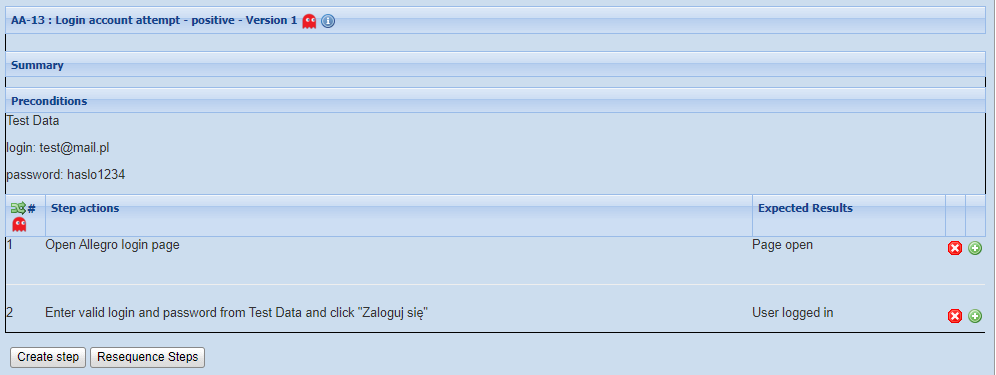 AA-13 : Login account attempt - positive - Version 1
Summary
Preconditions
Test Data
login: test@mail.pl
password: haslo1234
# Step actions Expected Results
1 Open Allegro login page Page open
2 Enter valid login and password from Test Data and click "Zaloguj się" User logged in
Create step Resequence Steps